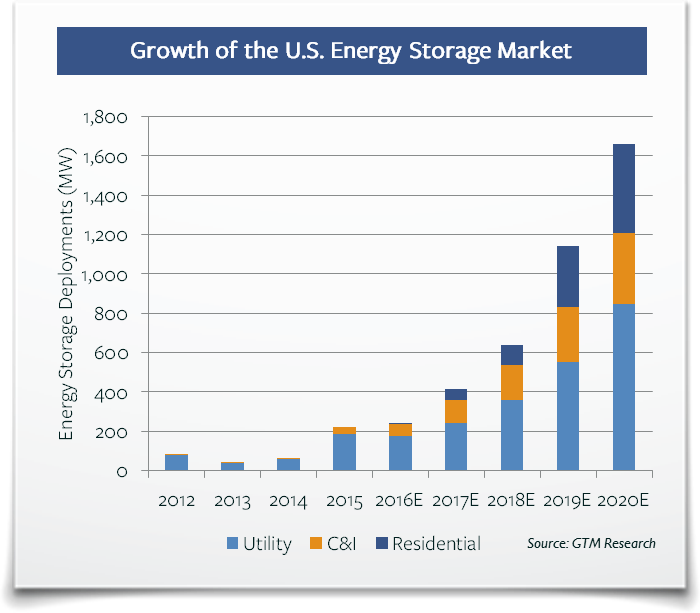 Growth of the U.S. Energy Storage Market
Energy Storage Deployments (MW)
1,800
1,600
1,400
1,200
1,000
800
600
400
200
0
2012 2013 2014 2015 2016E 2017E 2018E 2019E 2020E
Utility C&I Residential Source: GTM Research